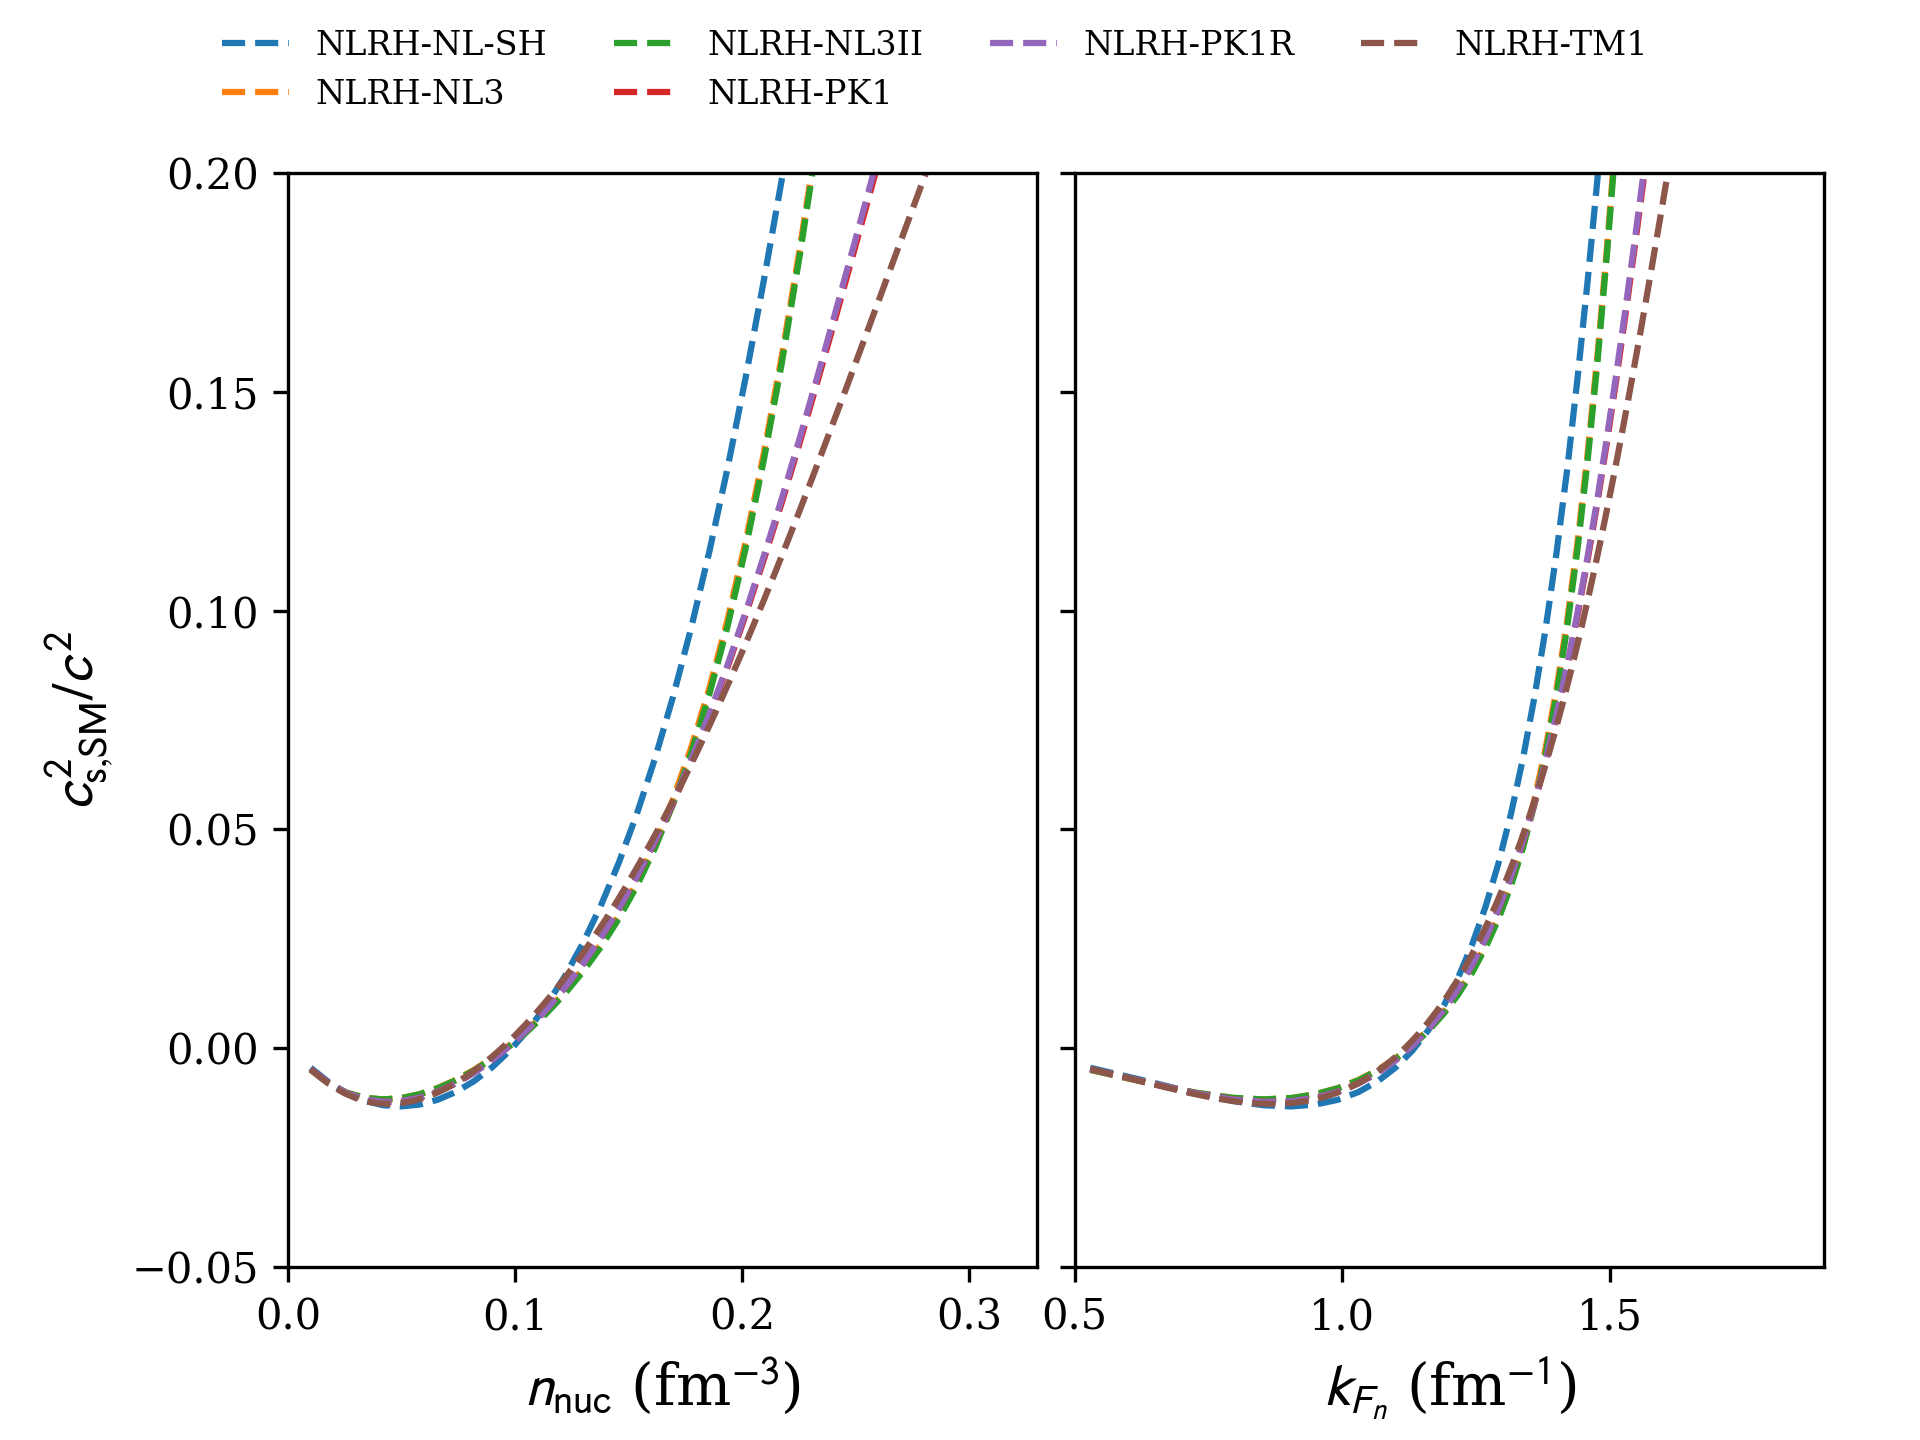 NLRH-NL-SH NLRH-NL3II NLRH-PK1R NLRH-TM1
NLRH-NL3 NLRH-PK1
0.20
0.15
0.10
0.05
0.00
−0.05
c²ₛ,SM/c²
0.0 0.1 0.2 0.3
0.5 1.0 1.5
n_nuc (fm⁻³)
k_{F_n} (fm⁻¹)